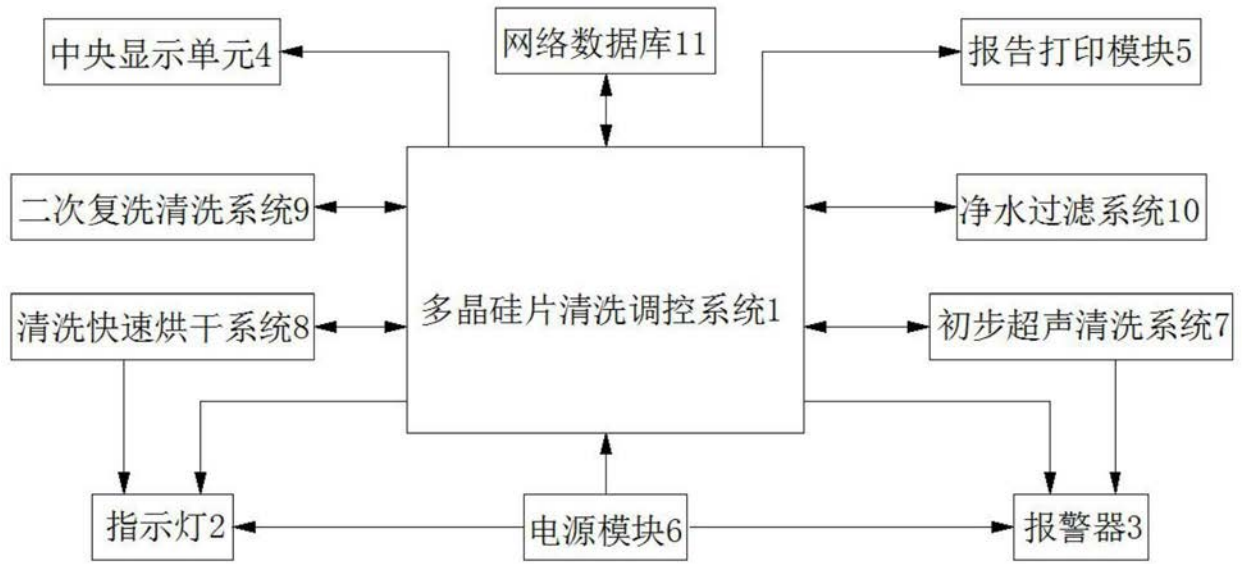 中央显示单元4
网络数据库11
报告打印模块5
二次复洗清洗系统9
净水过滤系统10
多晶硅片清洗调控系统1
清洗快速烘干系统8
初步超声清洗系统7
指示灯2
电源模块6
报警器3